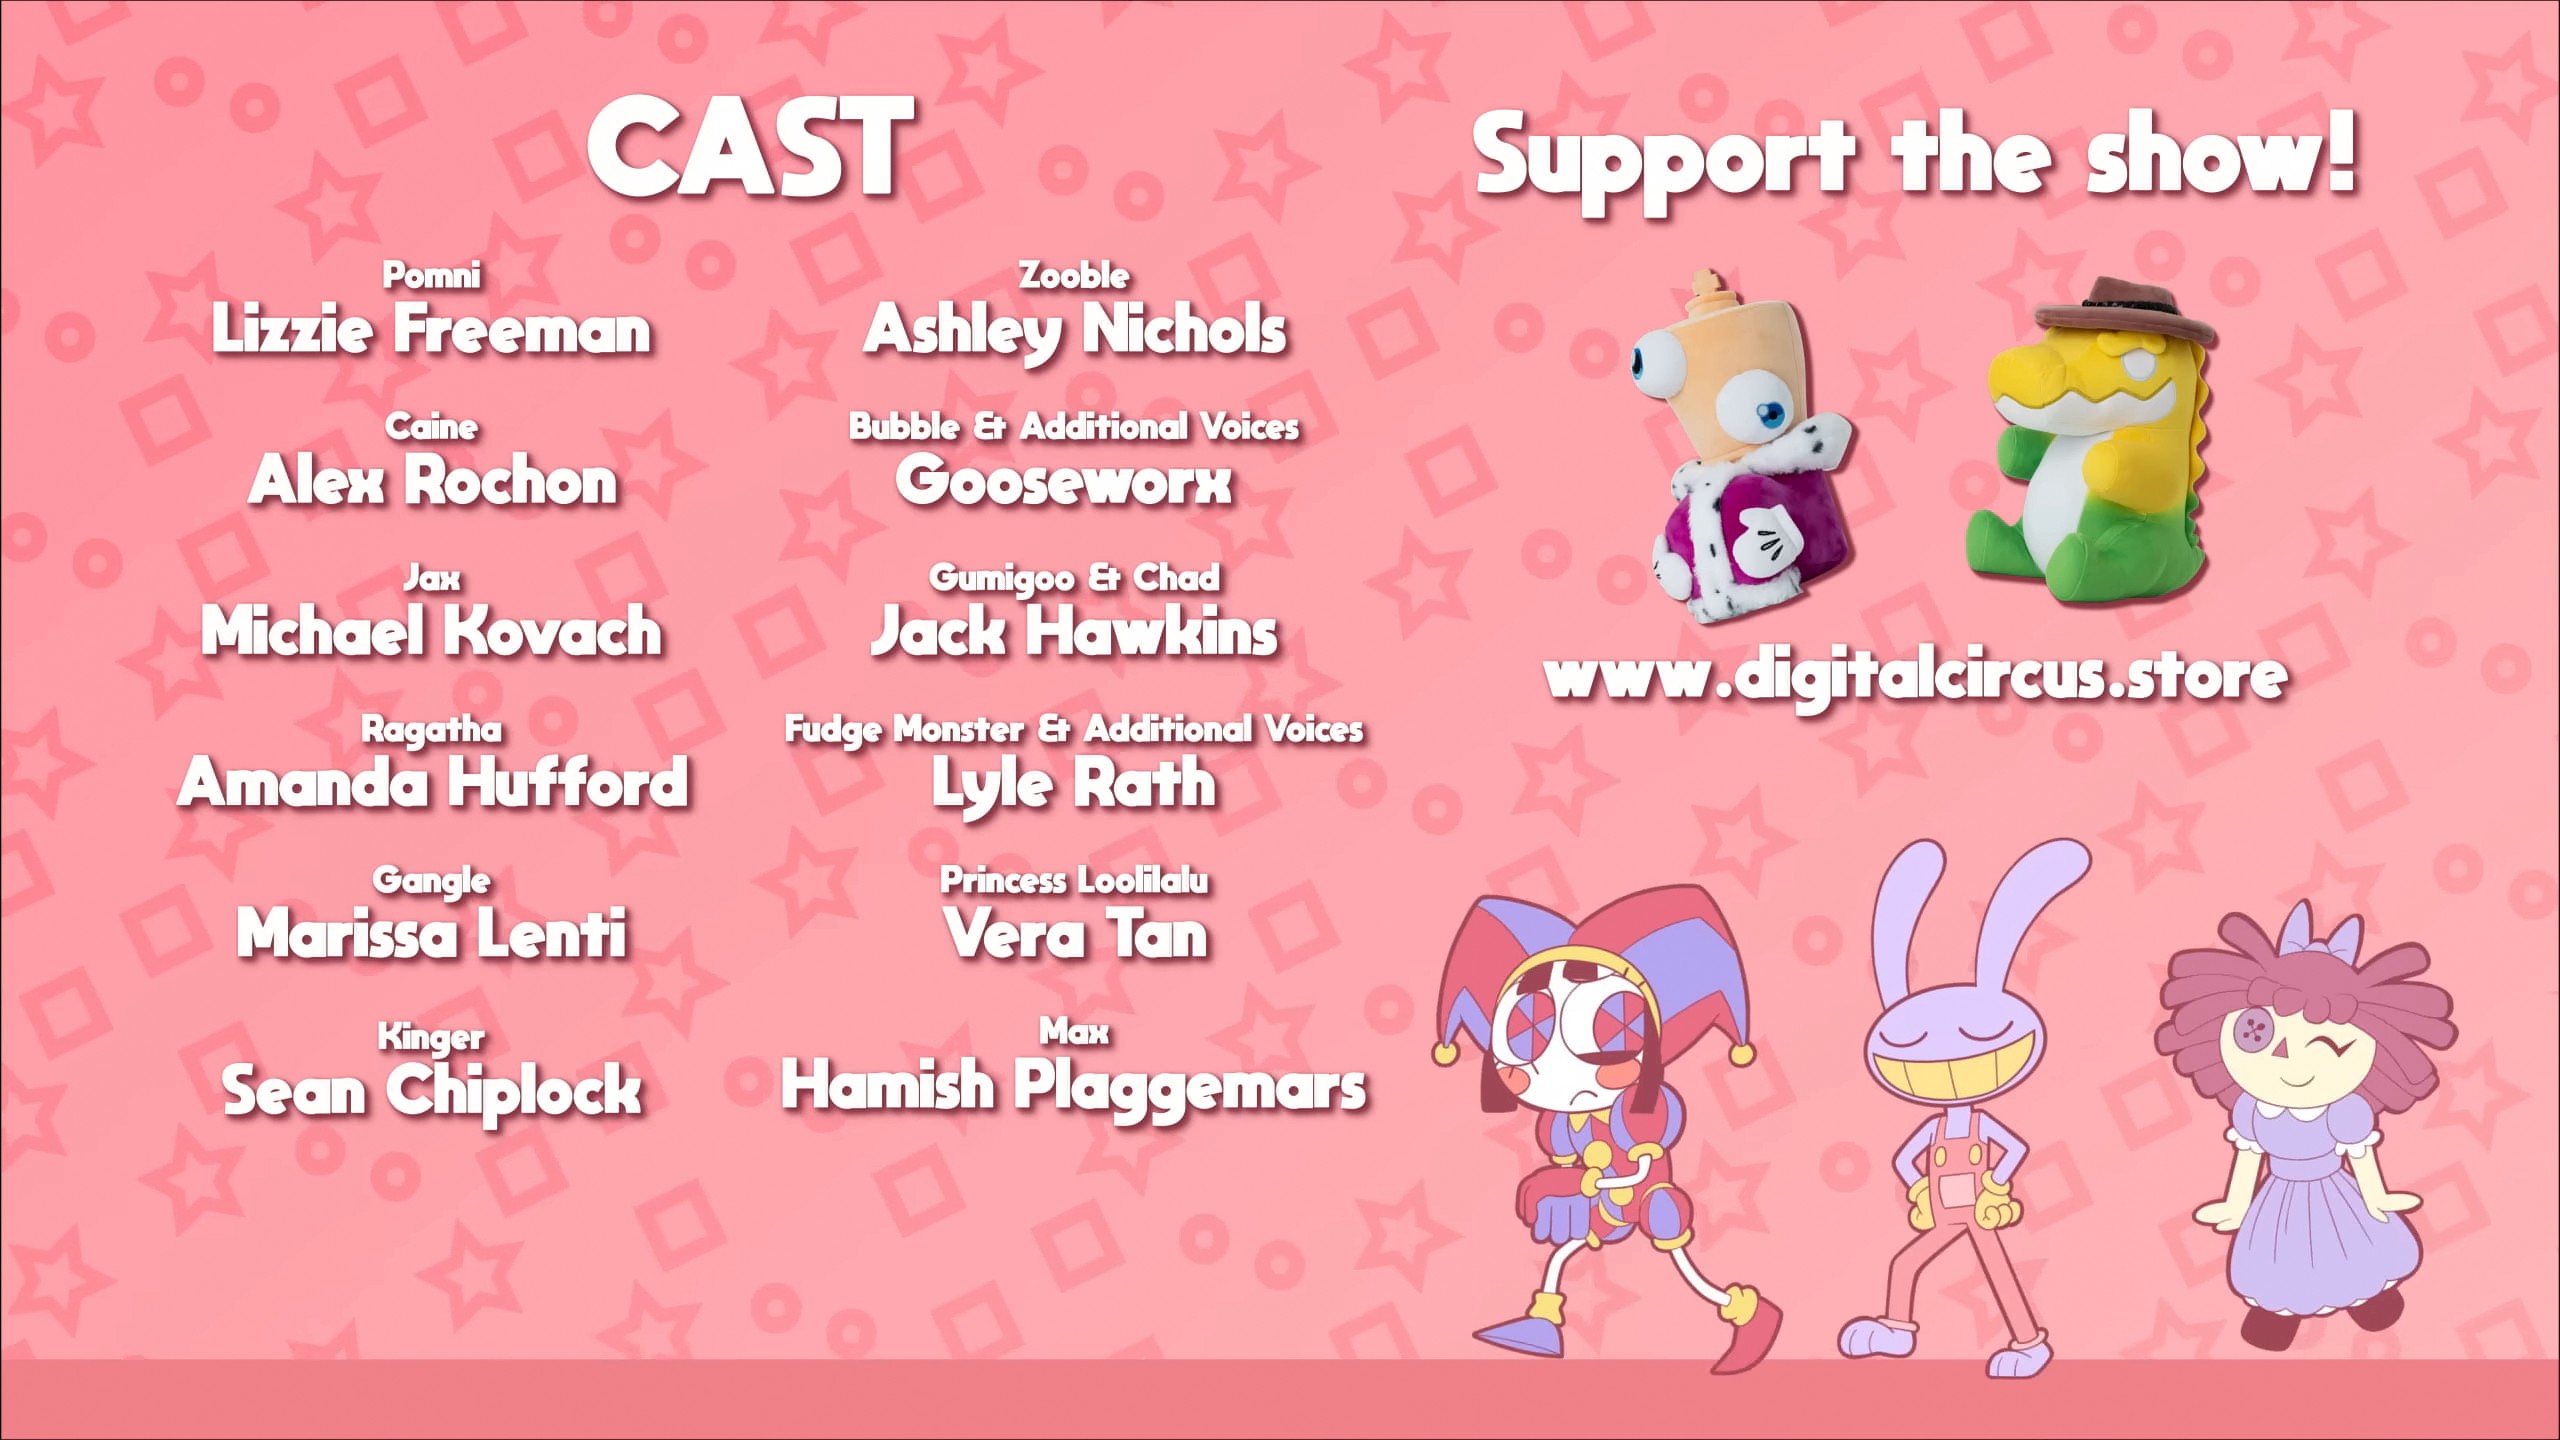 CAST
Pomni
Lizzie Freeman
Caine
Alex Rochon
Jax
Michael Kovach
Ragatha
Amanda Hufford
Gangle
Marissa Lenti
Kinger
Sean Chiplock
Zooble
Ashley Nichols
Bubble & Additional Voices
Gooseworx
Gumigoo & Chad
Jack Hawkins
Fudge Monster & Additional Voices
Lyle Rath
Princess Loolilalu
Vera Tan
Max
Hamish Plaggemars
Support the show!
www.digitalcircus.store